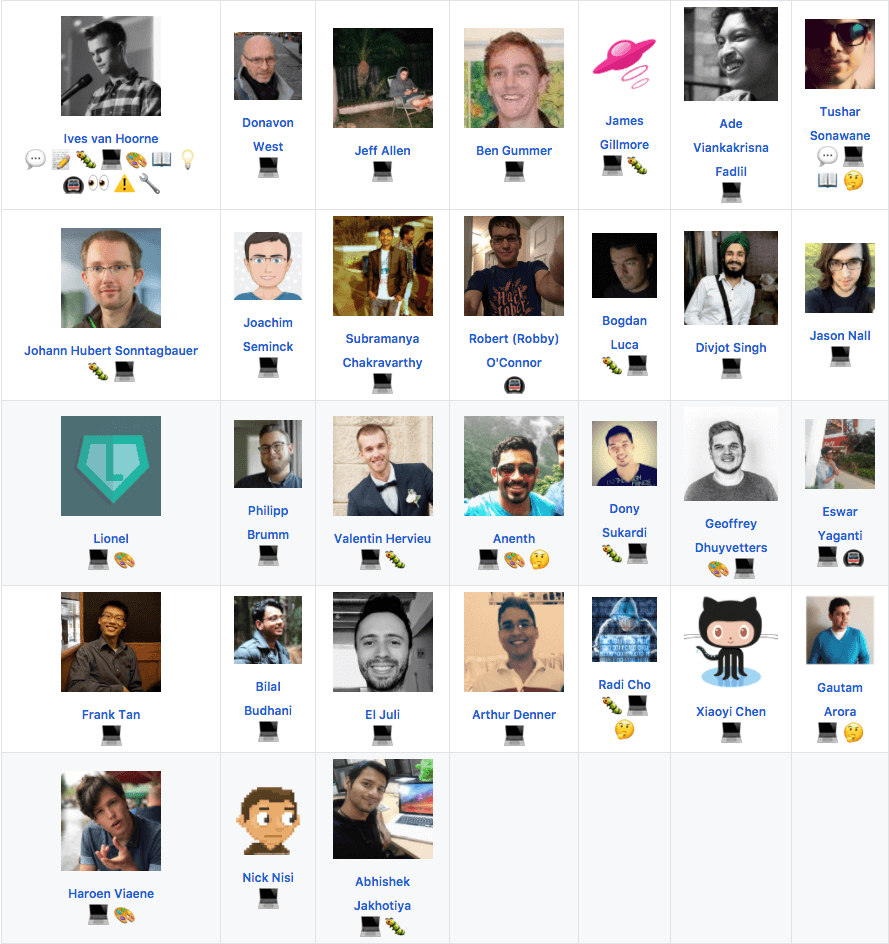 Ives van Hoorne
💬 📝 🐛 💻 🎨 📖 💡
🚇 👀 ⚠️ 🔧
Donavon
West
💻
Jeff Allen
💻
Ben Gummer
💻
James
Gillmore
💻 🐛
Ade
Viankakrisna
Fadlil
💻
Tushar
Sonawane
💬 💻
📖 🤔
Johann Hubert Sonntagbauer
🐛 💻
Joachim
Seminck
💻
Subramanya
Chakravarthy
💻
Robert (Robby)
O'Connor
🚇
Bogdan
Luca
🐛 💻
Divjot Singh
💻
Jason Nall
💻
Lionel
💻 🎨
Philipp
Brumm
💻
Valentin Hervieu
💻 🐛
Anenth
💻 🎨 🤔
Dony
Sukardi
🐛 💻
Geoffrey
Dhuyvetters
🎨 💻
Eswar
Yaganti
💻 🚇
Frank Tan
💻
Bilal
Budhani
💻
El Juli
💻
Arthur Denner
💻
Radi Cho
🐛 💻
🤔
Xiaoyi Chen
💻
Gautam
Arora
💻 🤔
Haroen Viaene
💻 🎨
Nick Nisi
💻
Abhishek
Jakhotiya
💻 🐛